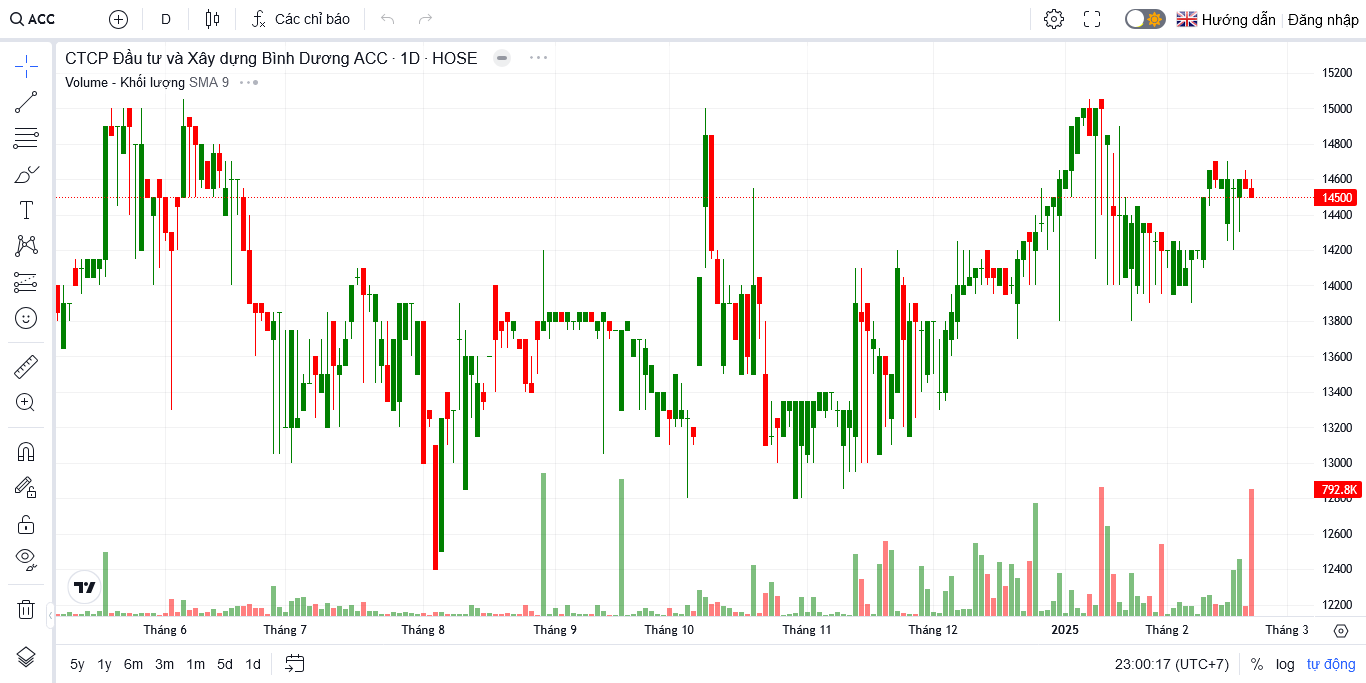 ACC D Các chỉ báo Hướng dẫn Đăng nhập
CTCP Đầu tư và Xây dựng Bình Dương ACC · 1D · HOSE
Volume - Khối lượng SMA 9
15200
15000
14800
14600
14500
14400
14200
14000
13800
13600
13400
13200
13000
792.8K
12800
12600
12400
12200
Tháng 6 Tháng 7 Tháng 8 Tháng 9 Tháng 10 Tháng 11 Tháng 12 2025 Tháng 2 Tháng 3
5y 1y 6m 3m 1m 5d 1d 23:00:17 (UTC+7) % log tự động